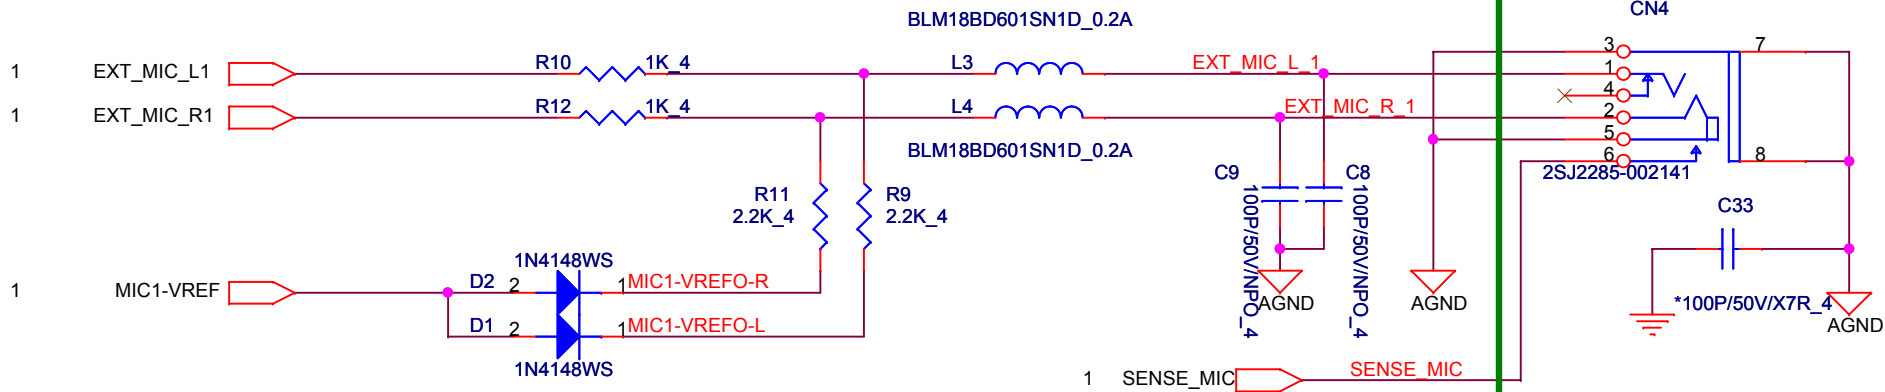 BLM18BD601SN1D_0.2A
CN4
1 EXT_MIC_L1 R10 1K_4 L3 EXT_MIC_L_1 3 7
1
4
1 EXT_MIC_R1 R12 1K_4 L4 EXT_MIC_R_1 2
5
BLM18BD601SN1D_0.2A 6 8
2SJ2285-002141
R11 R9 C9 C8
2.2K_4 2.2K_4 100P/50V/NPO_4 100P/50V/NPO_4
C33
1N4148WS
1 MIC1-VREF D2 2 1 MIC1-VREFO-R
AGND AGND *100P/50V/X7R_4
D1 2 1 MIC1-VREFO-L AGND
1N4148WS
1 SENSE_MIC SENSE_MIC